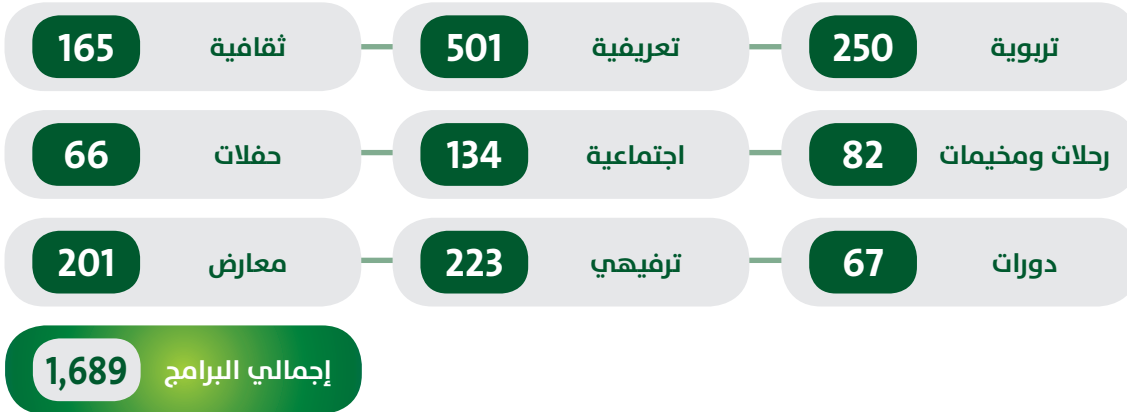 تربوية 250 تعريفية 501 ثقافية 165
رحلات ومخيمات 82 اجتماعية 134 حفلات 66
دورات 67 ترفيهي 223 معارض 201
إجمالي البرامج 1,689